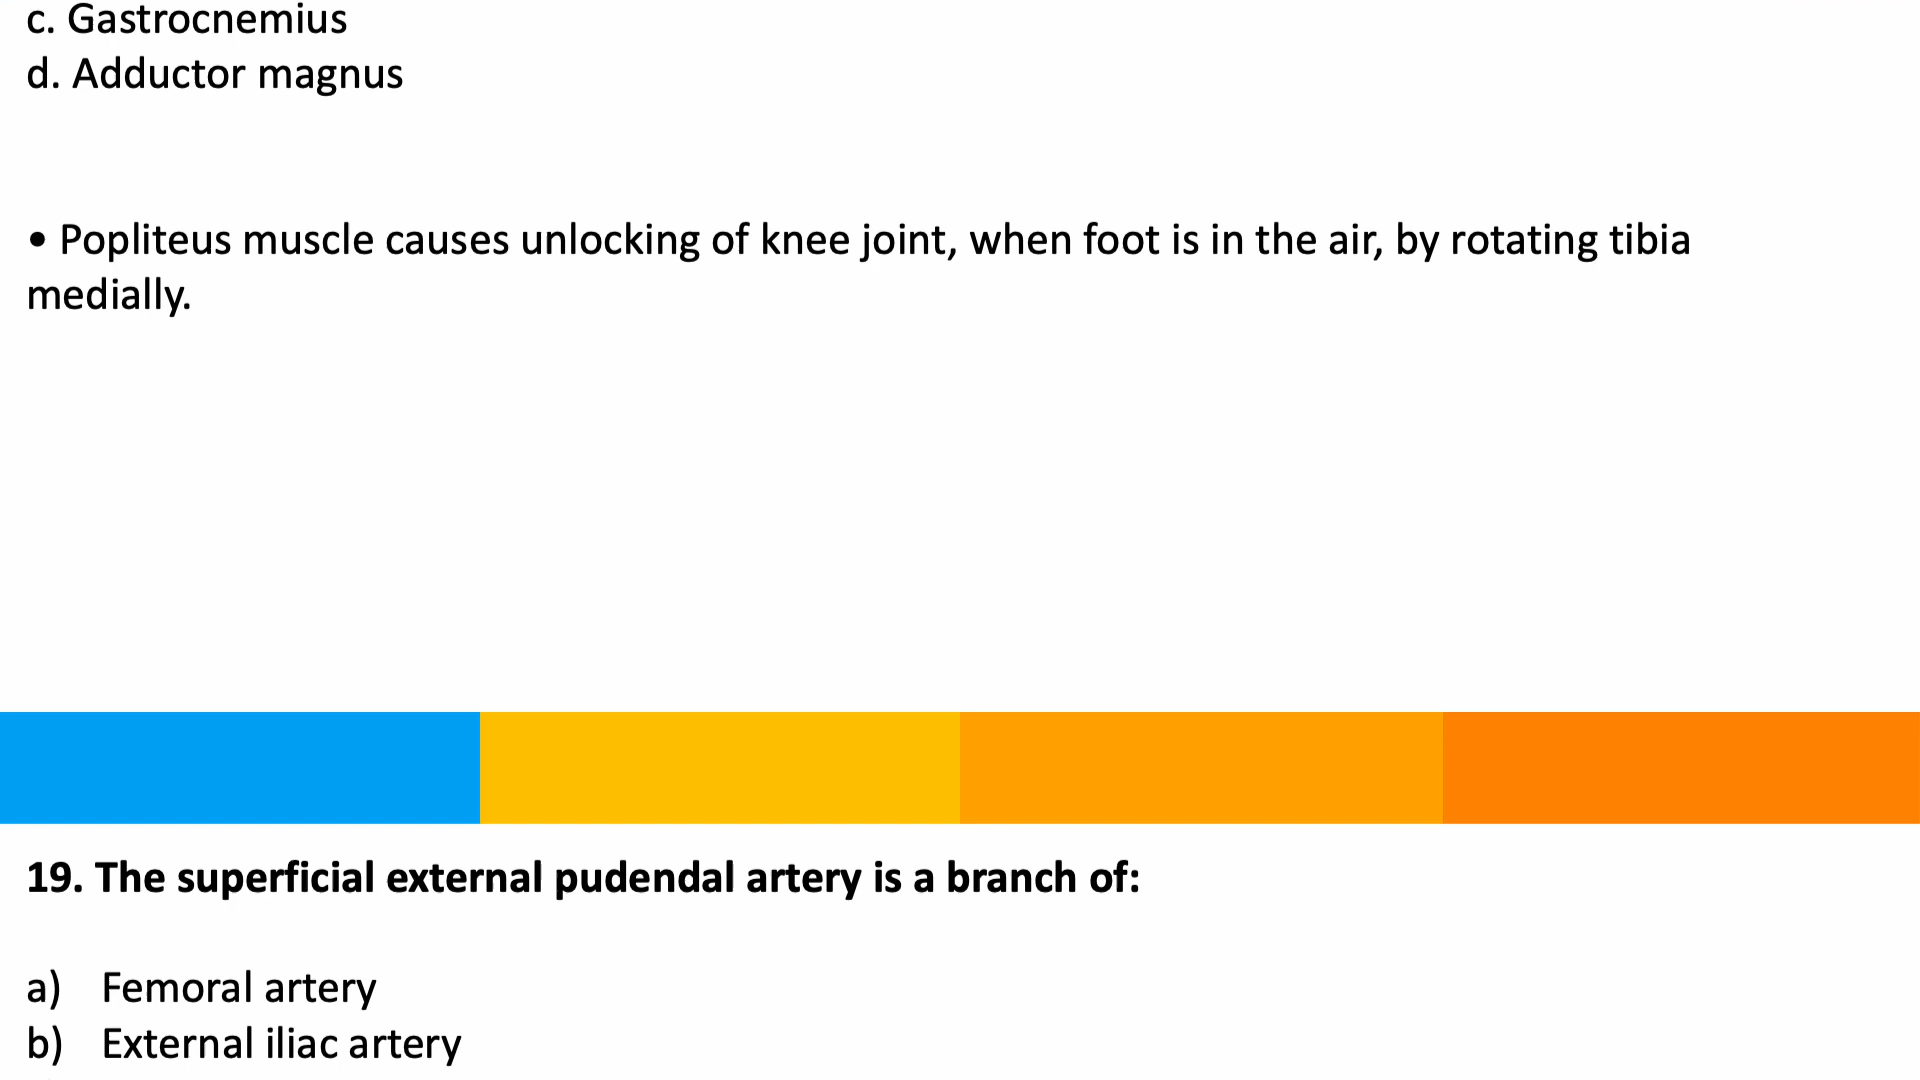 c. Gastrocnemius
d. Adductor magnus
• Popliteus muscle causes unlocking of knee joint, when foot is in the air, by rotating tibia
medially.
19. The superficial external pudendal artery is a branch of:
a) Femoral artery
b) External iliac artery